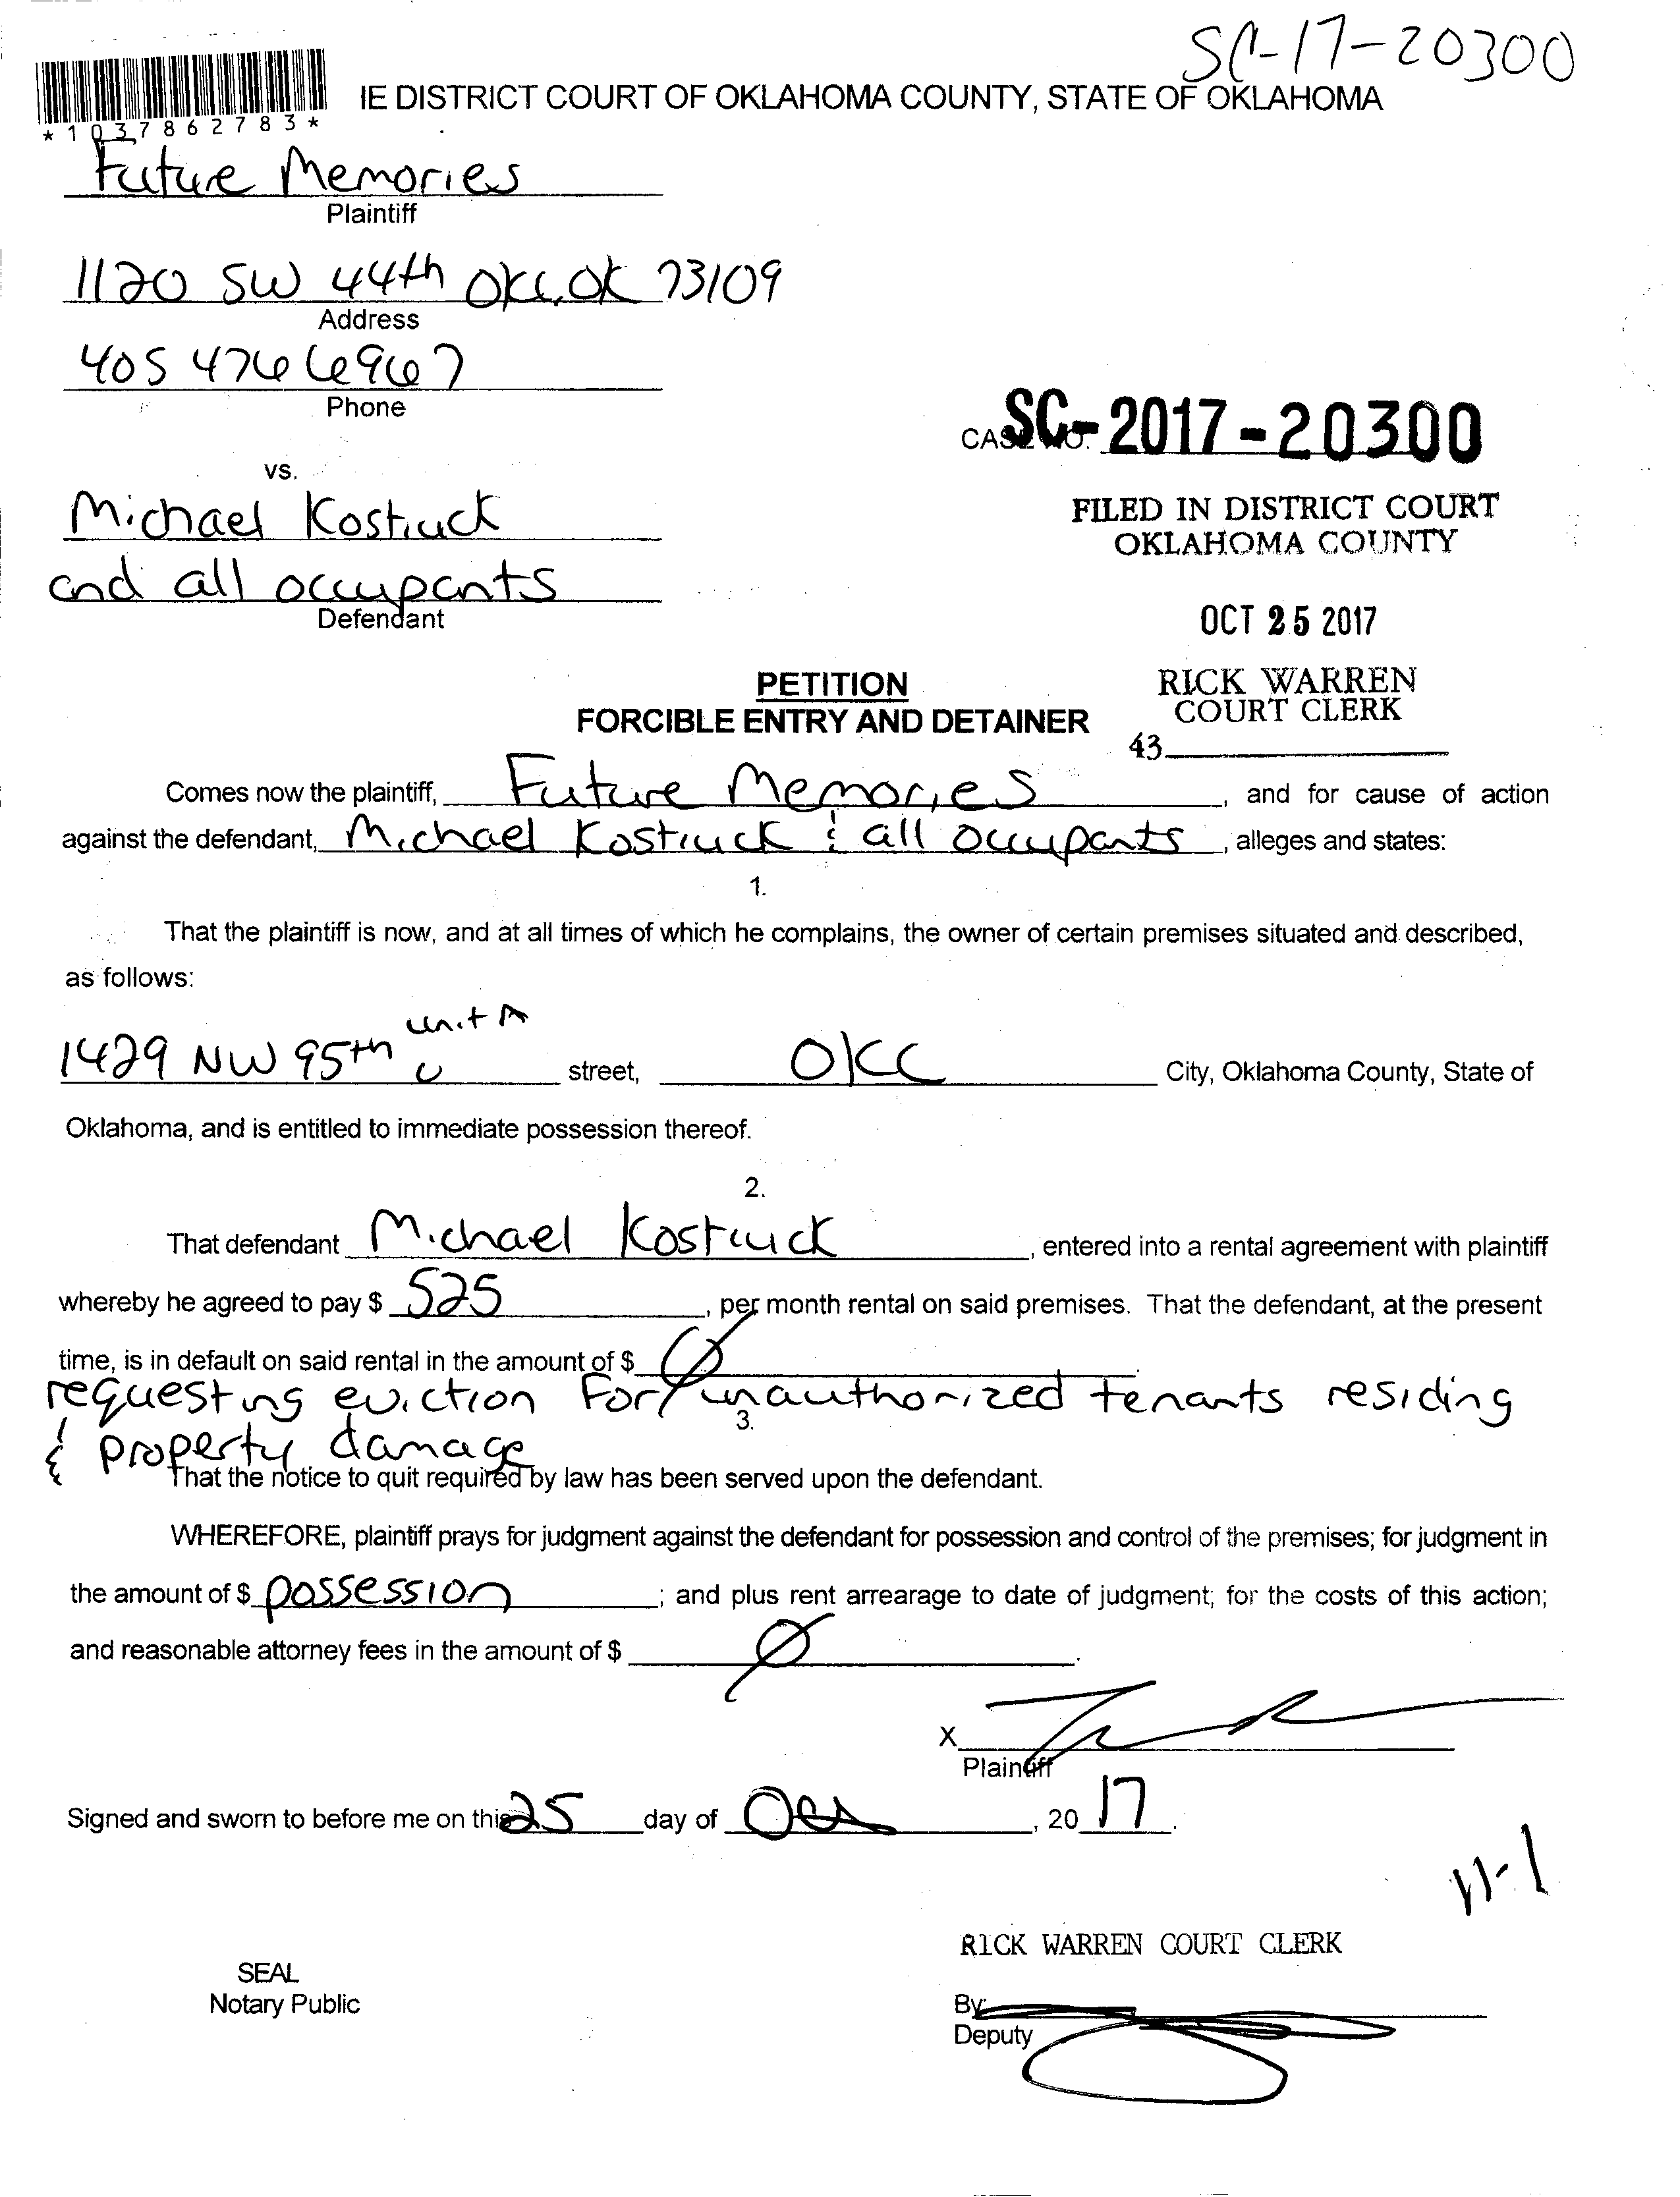 SC-17-20300
IE DISTRICT COURT OF OKLAHOMA COUNTY, STATE OF OKLAHOMA
*1037862783*
Future Memories
Plaintiff
1120 SW 44th OKC, OK 73109
Address
405 476 6967
Phone
CASE NO. SC-2017-20300
vs.
Michael Kostiuck
FILED IN DISTRICT COURT
OKLAHOMA COUNTY
and all occupants
Defendant
OCT 25 2017
PETITION
RICK WARREN
COURT CLERK
FORCIBLE ENTRY AND DETAINER
43
Comes now the plaintiff, Future Memories, and for cause of action
against the defendant, Michael Kostiuck & all occupants, alleges and states:
1.
That the plaintiff is now, and at all times of which he complains, the owner of certain premises situated and described,
as follows:
unit A
1429 NW 95th street, OKC City, Oklahoma County, State of
Oklahoma, and is entitled to immediate possession thereof.
2.
That defendant Michael Kostiuck, entered into a rental agreement with plaintiff
whereby he agreed to pay $ 525, per month rental on said premises. That the defendant, at the present
time, is in default on said rental in the amount of $ Ø.
requesting eviction For unauthorized tenants residing
3.
& property damage
That the notice to quit required by law has been served upon the defendant.
WHEREFORE, plaintiff prays for judgment against the defendant for possession and control of the premises; for judgment in
the amount of $ possession; and plus rent arrearage to date of judgment; for the costs of this action;
and reasonable attorney fees in the amount of $ Ø.
X
Plaintiff
Signed and sworn to before me on this 25 day of Oct, 20 17.
11-1
RICK WARREN COURT CLERK
SEAL
Notary Public
By:
Deputy